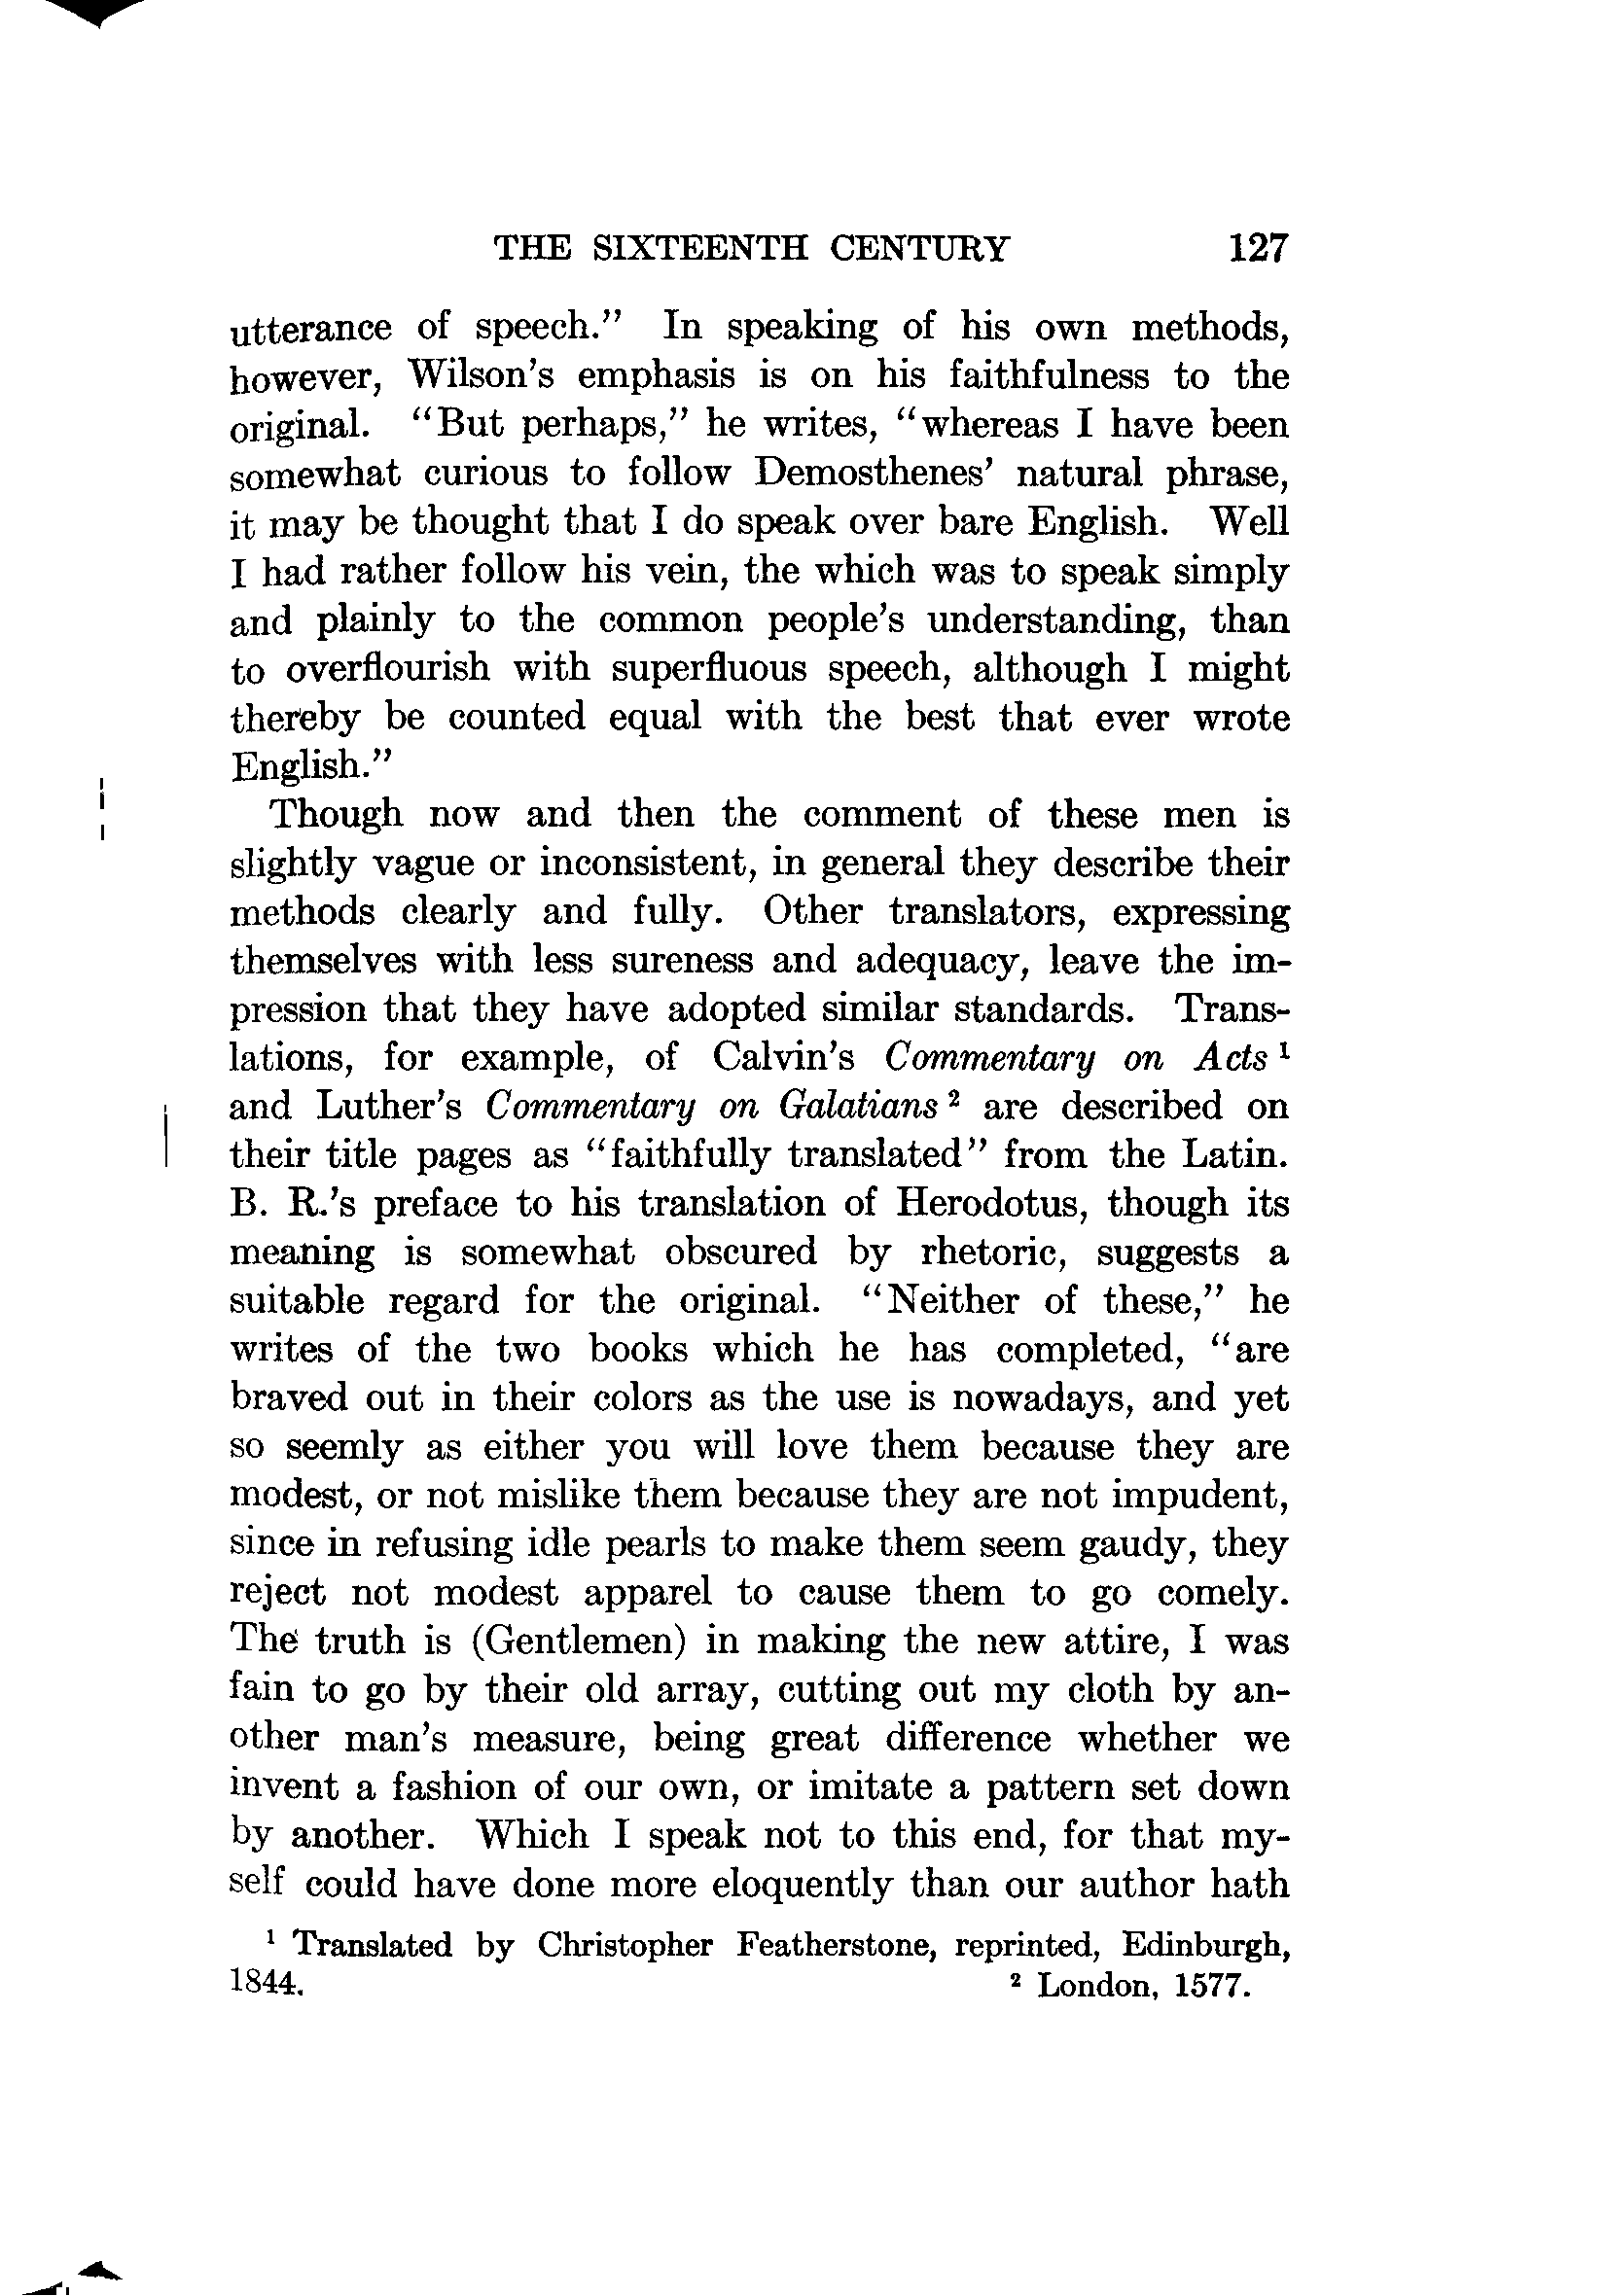 THE SIXTEENTH CENTURY 127
utterance of speech.” In speaking of his own methods,
however, Wilson’s emphasis is on his faithfulness to the
original. “But perhaps,” he writes, “whereas I have been
somewhat curious to follow Demosthenes’ natural phrase,
it may be thought that I do speak over bare English. Well
I had rather follow his vein, the which was to speak simply
and plainly to the common people’s understanding, than
to overflourish with superfluous speech, although I might
thereby be counted equal with the best that ever wrote
English.”
Though now and then the comment of these men is
slightly vague or inconsistent, in general they describe their
methods clearly and fully. Other translators, expressing
themselves with less sureness and adequacy, leave the im-
pression that they have adopted similar standards. Trans-
lations, for example, of Calvin’s Commentary on Acts ¹
and Luther’s Commentary on Galatians ² are described on
their title pages as “faithfully translated” from the Latin.
B. R.’s preface to his translation of Herodotus, though its
meaning is somewhat obscured by rhetoric, suggests a
suitable regard for the original. “Neither of these,” he
writes of the two books which he has completed, “are
braved out in their colors as the use is nowadays, and yet
so seemly as either you will love them because they are
modest, or not mislike them because they are not impudent,
since in refusing idle pearls to make them seem gaudy, they
reject not modest apparel to cause them to go comely.
The truth is (Gentlemen) in making the new attire, I was
fain to go by their old array, cutting out my cloth by an-
other man’s measure, being great difference whether we
invent a fashion of our own, or imitate a pattern set down
by another. Which I speak not to this end, for that my-
self could have done more eloquently than our author hath
¹ Translated by Christopher Featherstone, reprinted, Edinburgh,
1844. ² London, 1577.